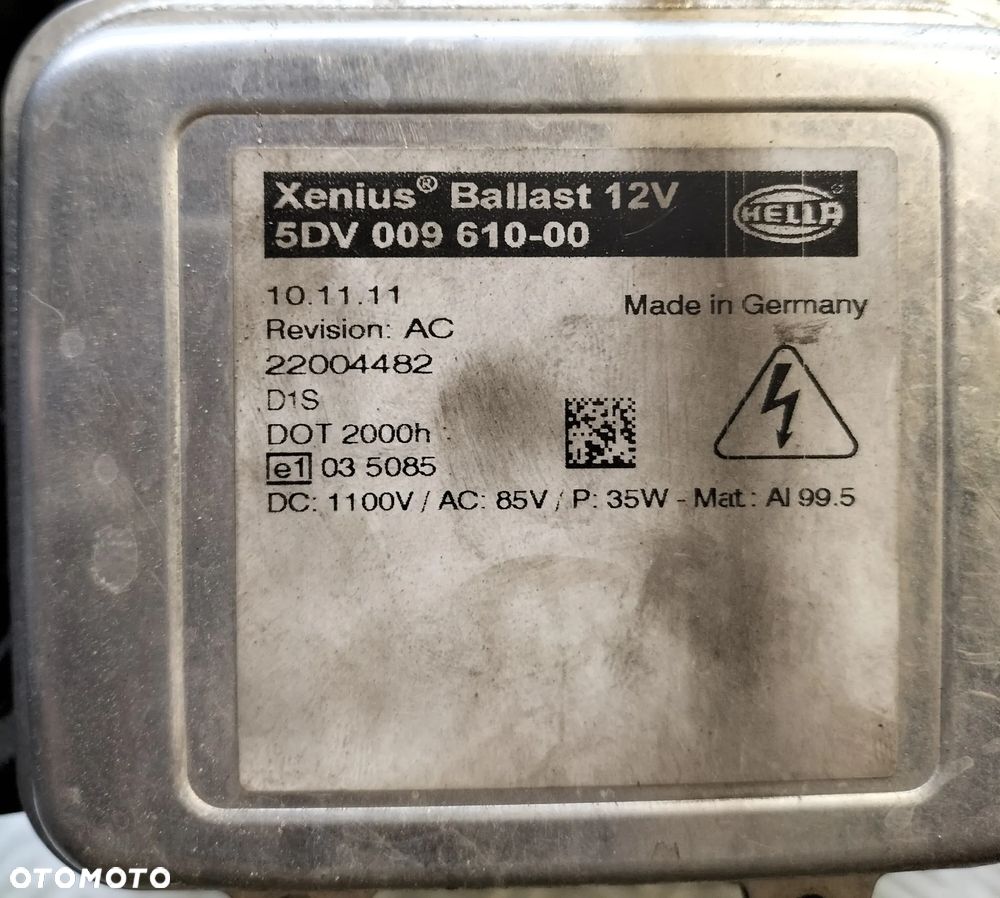 Xenius® Ballast 12V
5DV 009 610-00
HELLA
10.11.11
Made in Germany
Revision: AC
22004482
D1S
DOT 2000h
e1 03 5085
DC: 1100V / AC: 85V / P: 35W - Mat.: Al 99.5
OTOMOTO